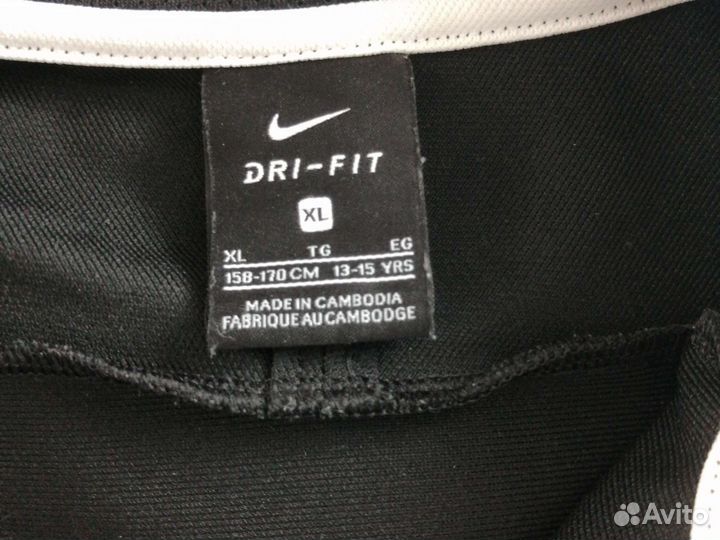 DRI-FIT
XL
XL TG EG
158-170 CM 13-15 YRS
MADE IN CAMBODIA
FABRIQUE AU CAMBODGE
Avito